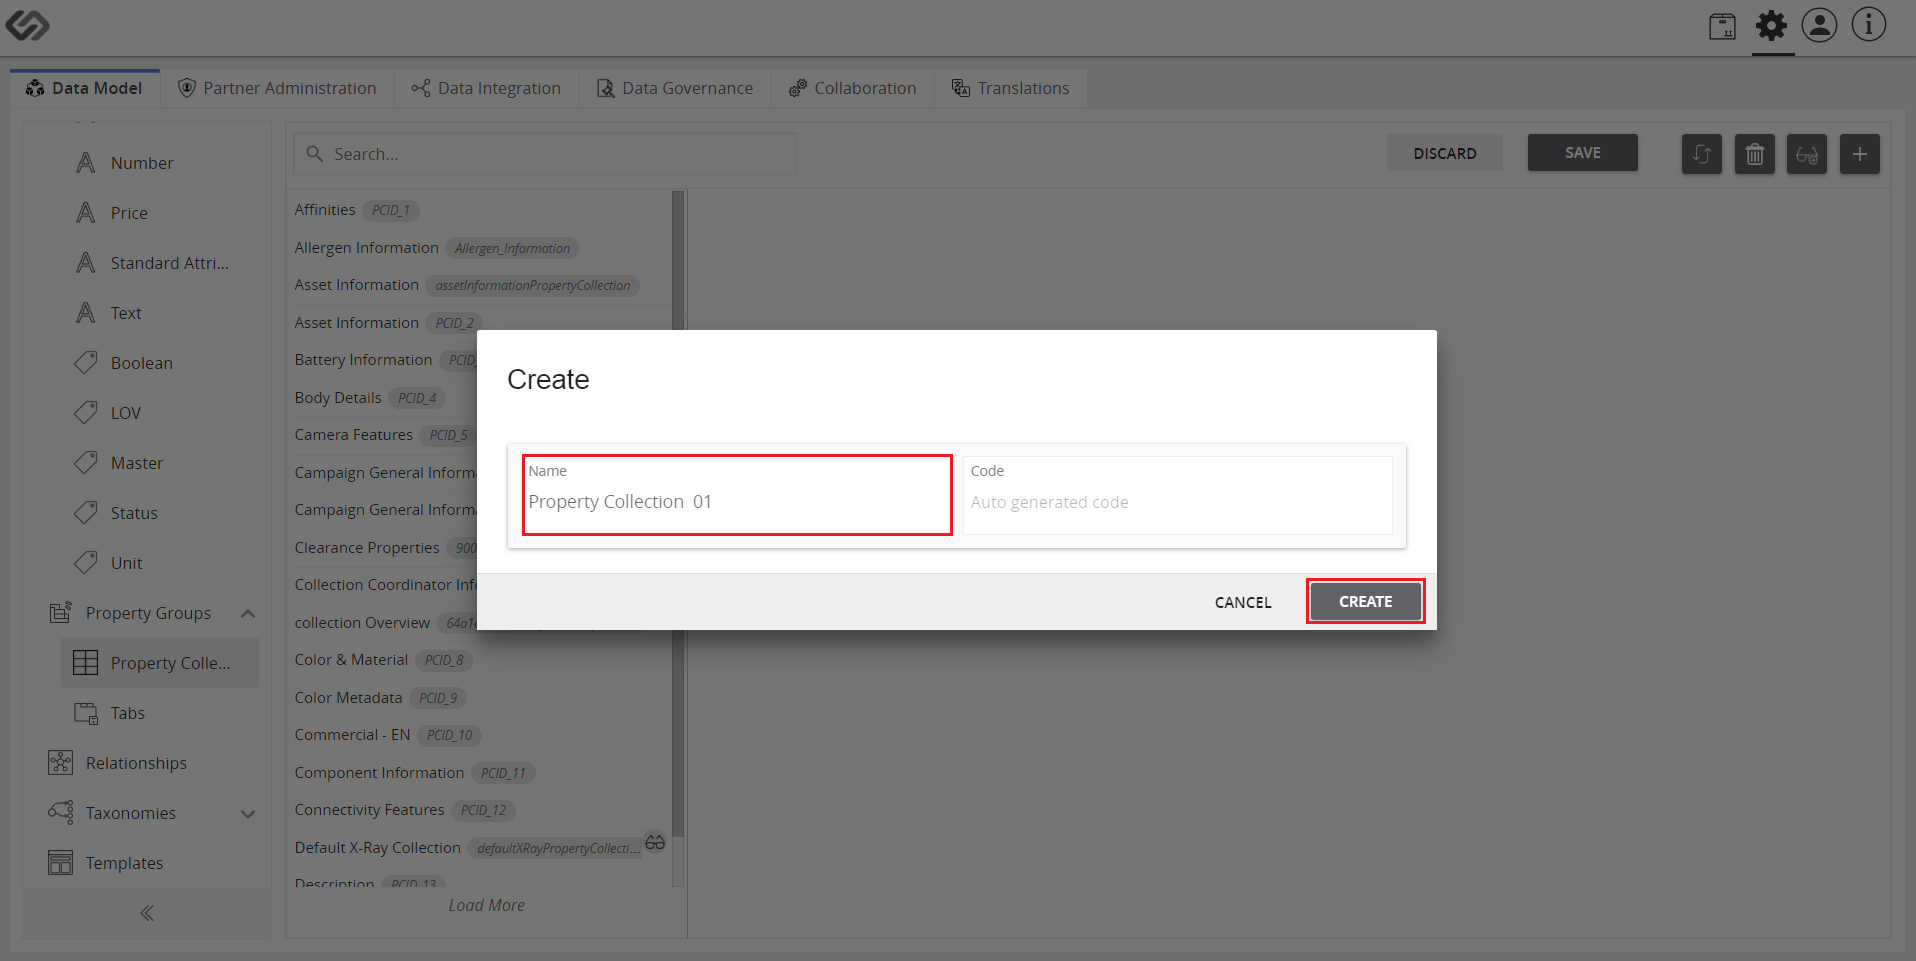 Data Model
Partner Administration
Data Integration
Data Governance
Collaboration
Translations
Number
Price
Standard Attri...
Text
Boolean
LOV
Master
Status
Unit
Property Groups
Property Colle...
Tabs
Relationships
Taxonomies
Templates
Search...
DISCARD
SAVE
Affinities PCID_1
Allergen Information Allergen_Information
Asset Information assetInformationPropertyCollection
Asset Information PCID_2
Battery Information PCID_
Body Details PCID_4
Camera Features PCID_5
Campaign General Inform
Campaign General Inform
Clearance Properties 900
Collection Coordinator Inf
collection Overview 64a1
Color & Material PCID_8
Color Metadata PCID_9
Commercial - EN PCID_10
Component Information PCID_11
Connectivity Features PCID_12
Default X-Ray Collection defaultXRayPropertyCollecti...
Description PCID_13
Load More
Create
Name
Property Collection 01
Code
Auto generated code
CANCEL
CREATE